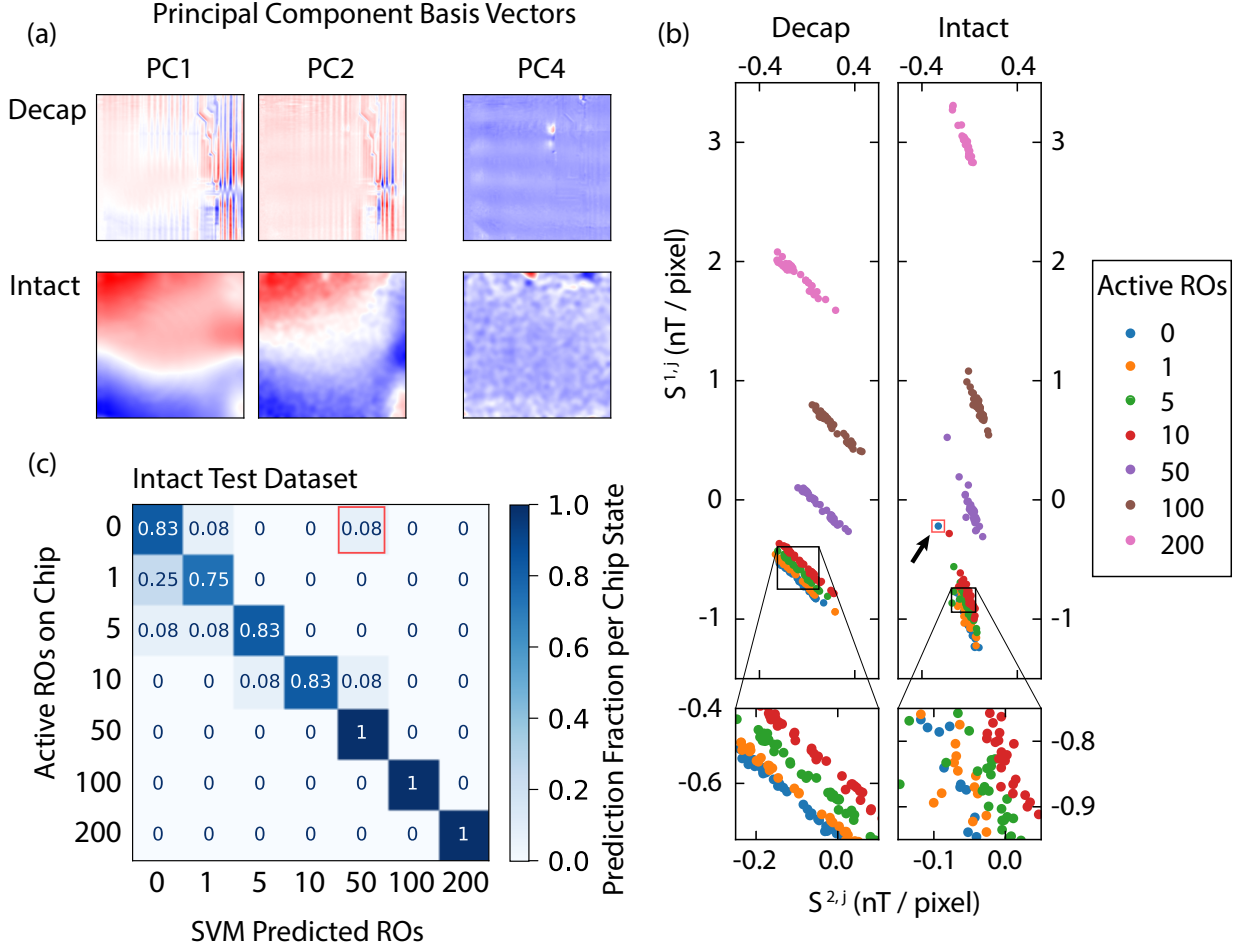 Principal Component Basis Vectors
(a)
PC1 PC2 PC4
Decap
Intact
(b)
Decap Intact
-0.4 0.4 -0.4 0.4
3 3
2 2
1 1
0 0
-1 -1
S1,j (nT / pixel)
-0.4 -0.8
-0.6 -0.9
-0.2 0.0 -0.1 0.0
S2,j (nT / pixel)
Active ROs
0
1
5
10
50
100
200
(c)
Intact Test Dataset
0 0.83 0.08 0 0 0.08 0 0
1 0.25 0.75 0 0 0 0 0
5 0.08 0.08 0.83 0 0 0 0
10 0 0 0.08 0.83 0.08 0 0
50 0 0 0 0 1 0 0
100 0 0 0 0 0 1 0
200 0 0 0 0 0 0 1
0 1 5 10 50 100 200
SVM Predicted ROs
Active ROs on Chip
1.0
0.8
0.6
0.4
0.2
0.0
Prediction Fraction per Chip State